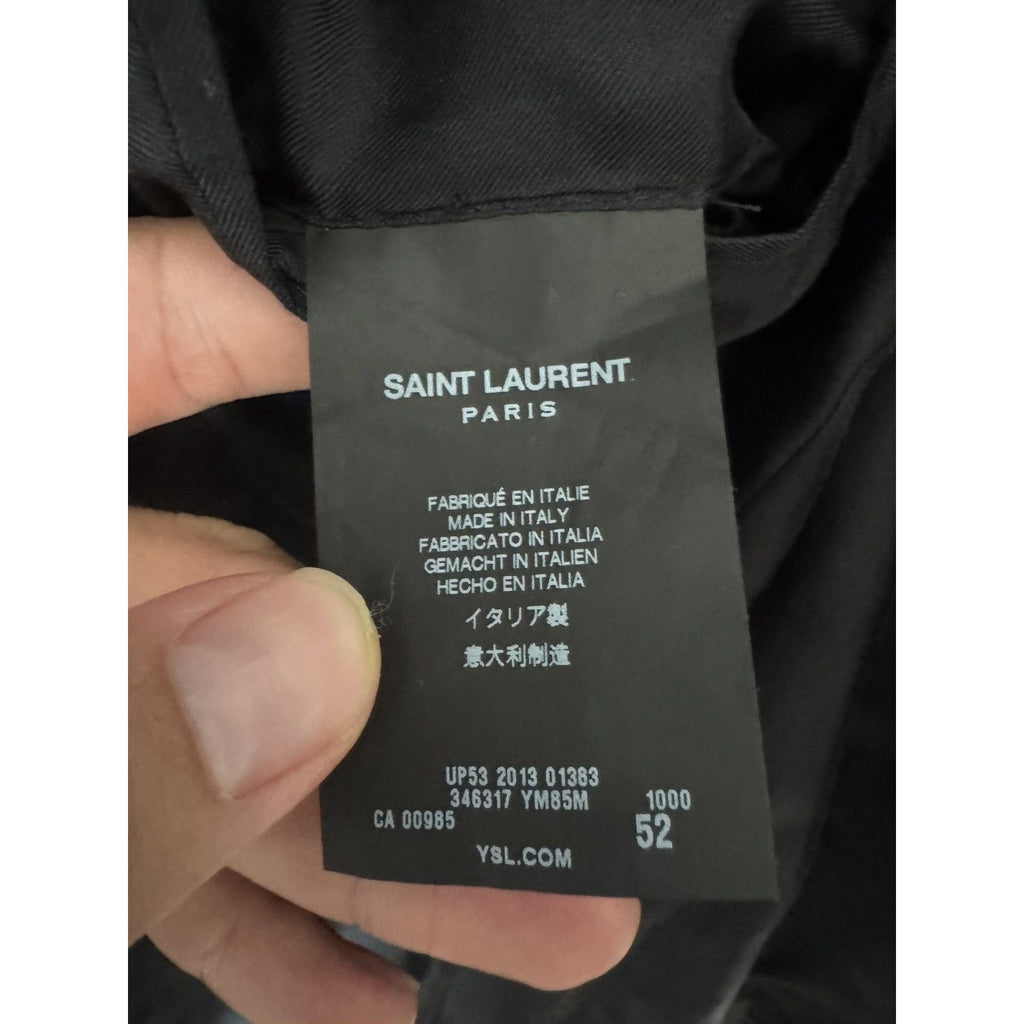 SAINT LAURENT
PARIS
FABRIQUÉ EN ITALIE
MADE IN ITALY
FABBRICATO IN ITALIA
GEMACHT IN ITALIEN
HECHO EN ITALIA
イタリア製
意大利制造
UP53 2013 01363
346317 YM85M 1000
CA 00985 52
YSL.COM